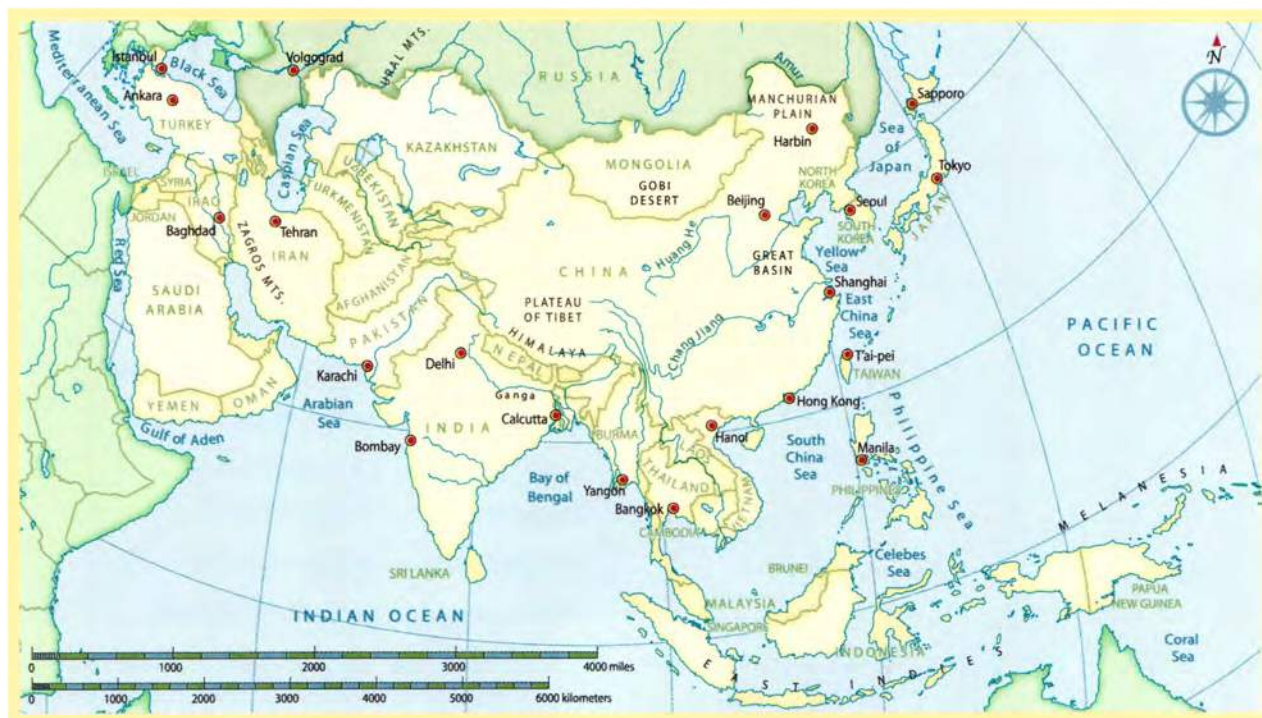 Mediterranean Sea
Istanbul
Black Sea
Volgograd
URAL MTS.
RUSSIA
Amur
N
Ankara
TURKEY
MANCHURIAN
PLAIN
Harbin
Sapporo
Sea
of
Japan
Caspian Sea
KAZAKHSTAN
MONGOLIA
GOBI
DESERT
NORTH
KOREA
Tokyo
ISRAEL
SYRIA
UZBEKISTAN
TURKMENISTAN
JORDAN
IRAQ
Baghdad
Tehran
Beijing
Seoul
SOUTH
KOREA
JAPAN
Red Sea
ZAGROS MTS.
IRAN
AFGHANISTAN
CHINA
Huang He
GREAT
BASIN
Yellow
Sea
SAUDI
ARABIA
PAKISTAN
PLATEAU
OF TIBET
Shanghai
East
China
Sea
HIMALAYA
Chang Jiang
PACIFIC
OCEAN
Karachi
Delhi
NEPAL
T'ai-pei
TAIWAN
YEMEN
OMAN
Arabian
Sea
Ganga
Hong Kong
Philippine Sea
Gulf of Aden
Bombay
INDIA
Calcutta
BURMA
Hanoi
LAOS
South
China
Sea
Manila
PHILIPPINES
Bay of
Bengal
Yangon
THAILAND
VIETNAM
Bangkok
CAMBODIA
MELANESIA
SRI LANKA
BRUNEI
Celebes
Sea
PAPUA
NEW GUINEA
INDIAN OCEAN
MALAYSIA
SINGAPORE
INDONESIA
EAST INDIES
Coral
Sea
0 1000 2000 3000 4000 miles
0 1000 2000 3000 4000 5000 6000 kilometers